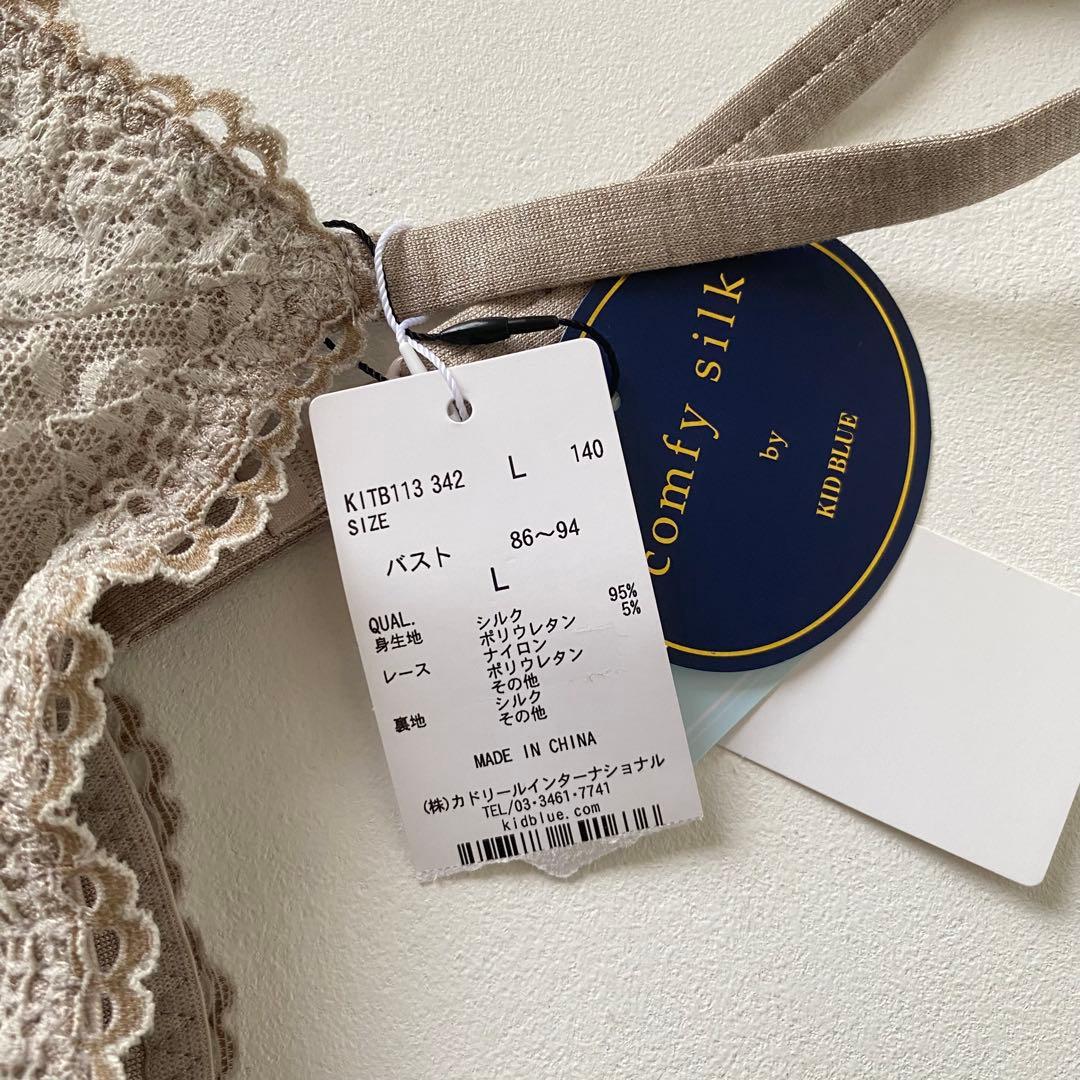 KITB113 342 L 140
SIZE
バスト 86～94
L
QUAL.
身生地 シルク 95%
ポリウレタン 5%
レース ナイロン
ポリウレタン
その他
裏地 シルク
その他
MADE IN CHINA
(株)カドリールインターナショナル
TEL/03・3461・7741
kidblue.com
comfy silk
by
KID BLUE